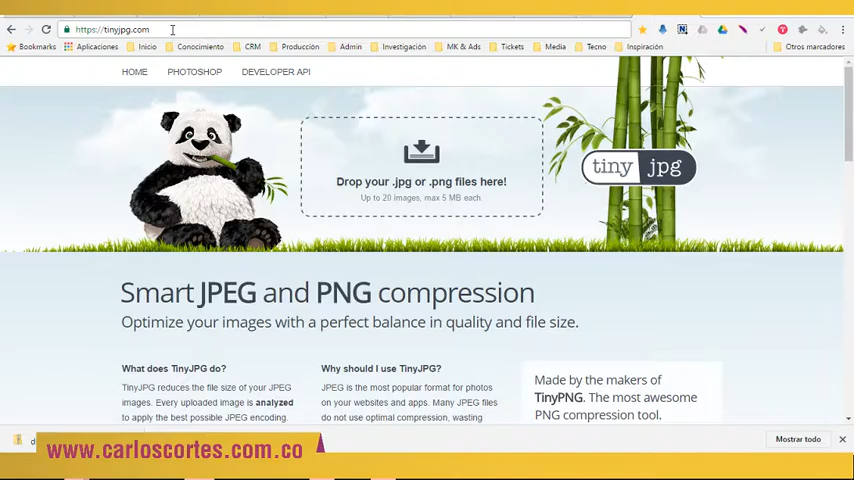 https://tinyjpg.com
Bookmarks Aplicaciones Inicio Conocimiento CRM Producción Admin Investigación MK & Ads Tickets Media Tecno Inspiración Otros marcadores
HOME PHOTOSHOP DEVELOPER API
Drop your .jpg or .png files here!
Up to 20 images, max 5 MB each.
tiny jpg
Smart JPEG and PNG compression
Optimize your images with a perfect balance in quality and file size.
What does TinyJPG do?
TinyJPG reduces the file size of your JPEG
images. Every uploaded image is analyzed
to apply the best possible JPEG encoding.
Why should I use TinyJPG?
JPEG is the most popular format for photos
on your websites and apps. Many JPEG files
do not use optimal compression, wasting
Made by the makers of
TinyPNG. The most awesome
PNG compression tool.
www.carloscortes.com.co
Mostrar todo